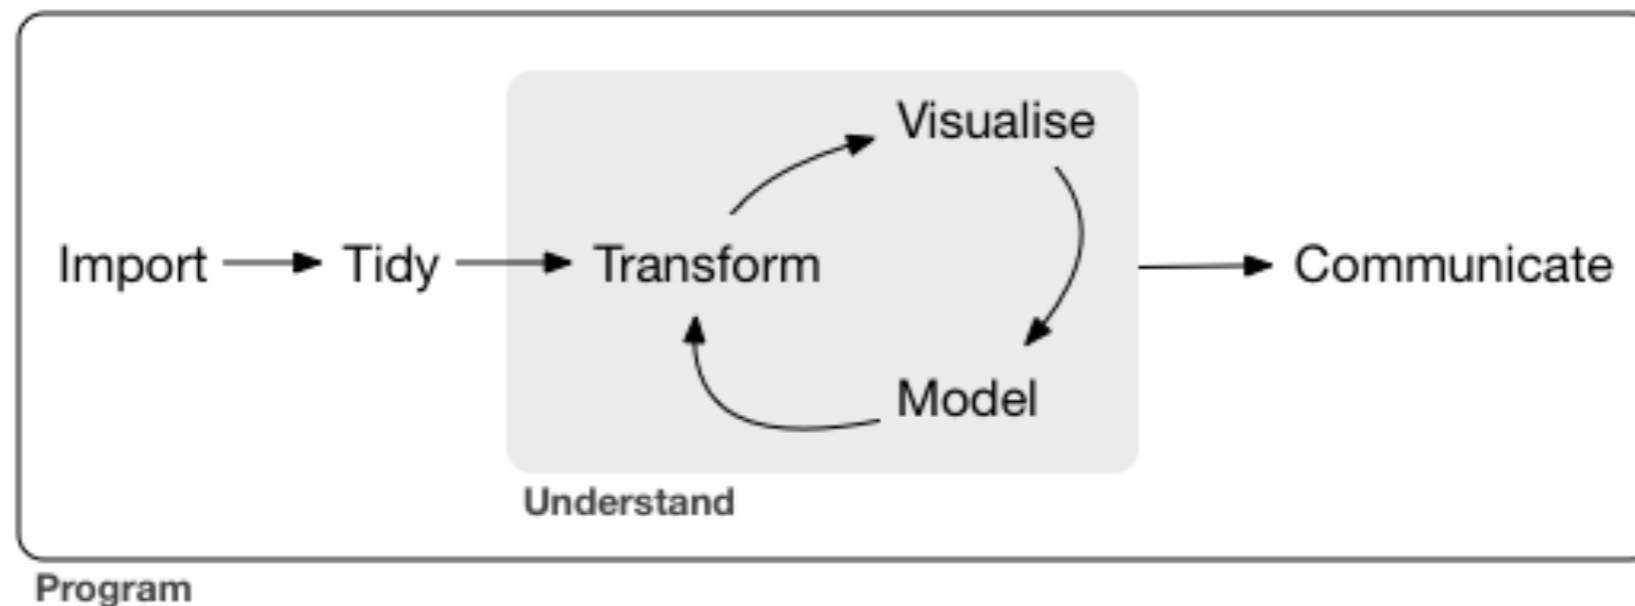 Visualise
Import
Tidy
Transform
Communicate
Model
Understand
Program